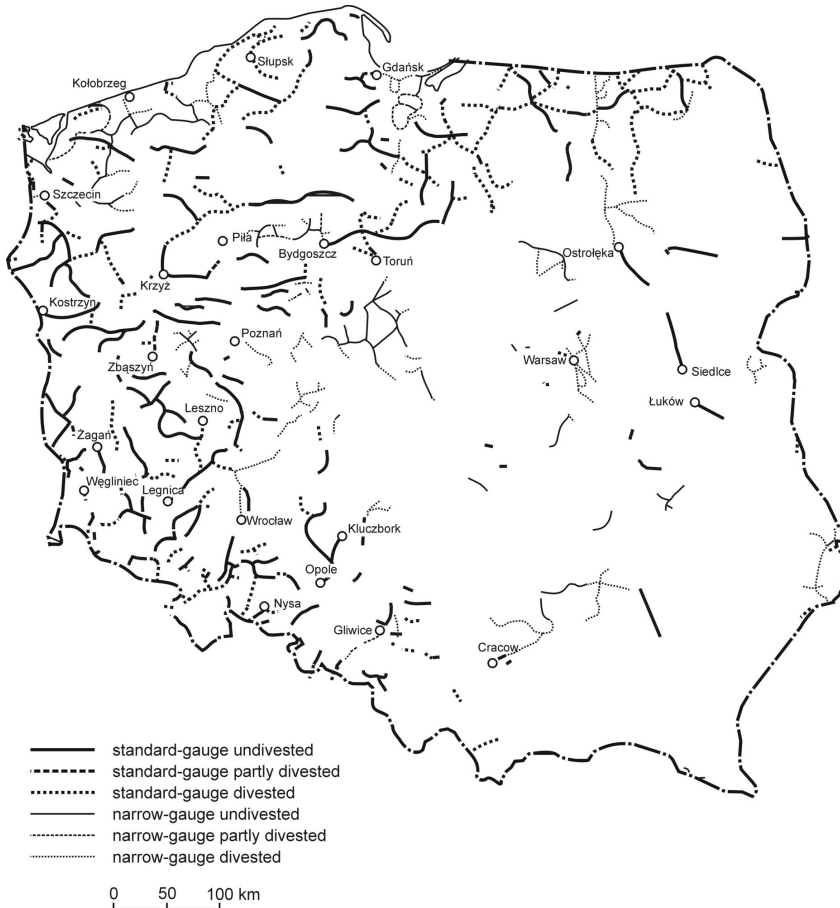 Słupsk
Gdańsk
Kołobrzeg
Szczecin
Piła
Bydgoszcz
Toruń
Ostrołęka
Krzyż
Kostrzyn
Poznań
Zbąszyń
Warsaw
Siedlce
Łuków
Leszno
Żagań
Węgliniec
Legnica
Wrocław
Kluczbork
Opole
Nysa
Gliwice
Cracow
standard-gauge undivested
standard-gauge partly divested
standard-gauge divested
narrow-gauge undivested
narrow-gauge partly divested
narrow-gauge divested
0 50 100 km